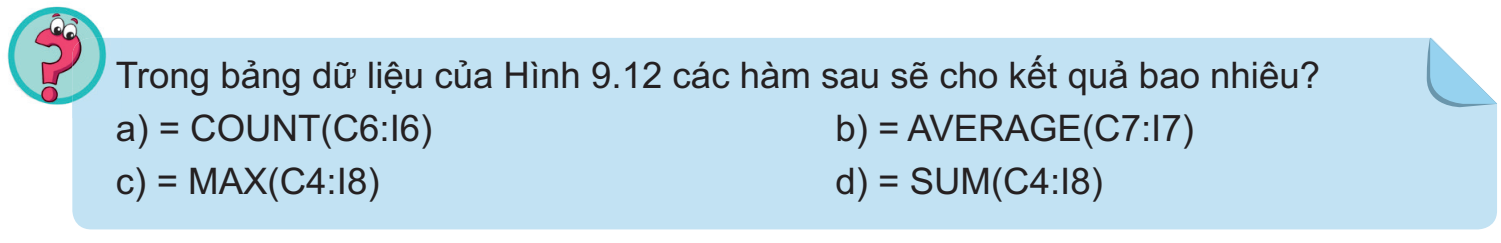 Trong bảng dữ liệu của Hình 9.12 các hàm sau sẽ cho kết quả bao nhiêu?
a) = COUNT(C6:I6) b) = AVERAGE(C7:I7)
c) = MAX(C4:I8) d) = SUM(C4:I8)